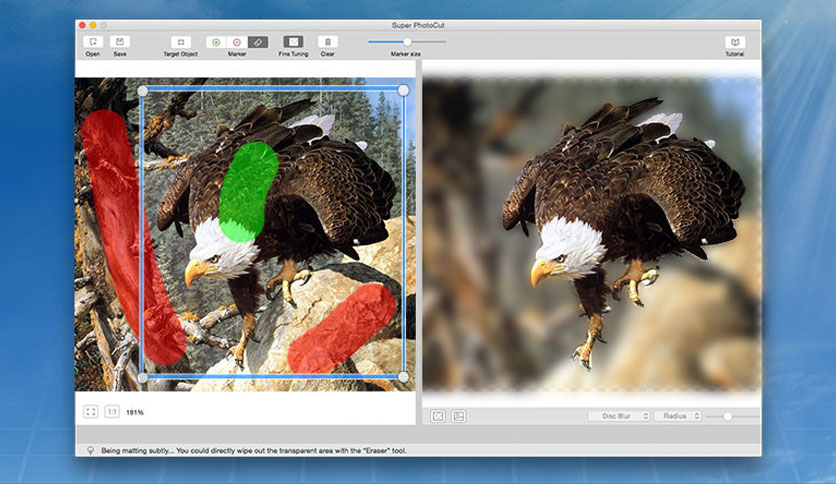 Super PhotoCut
Open Save Target Object Marker Fine Tuning Clear Marker size Tutorial
1:1 181% Disc Blur Radius
Being matting subtly... You could directly wipe out the transparent area with the "Eraser" tool.